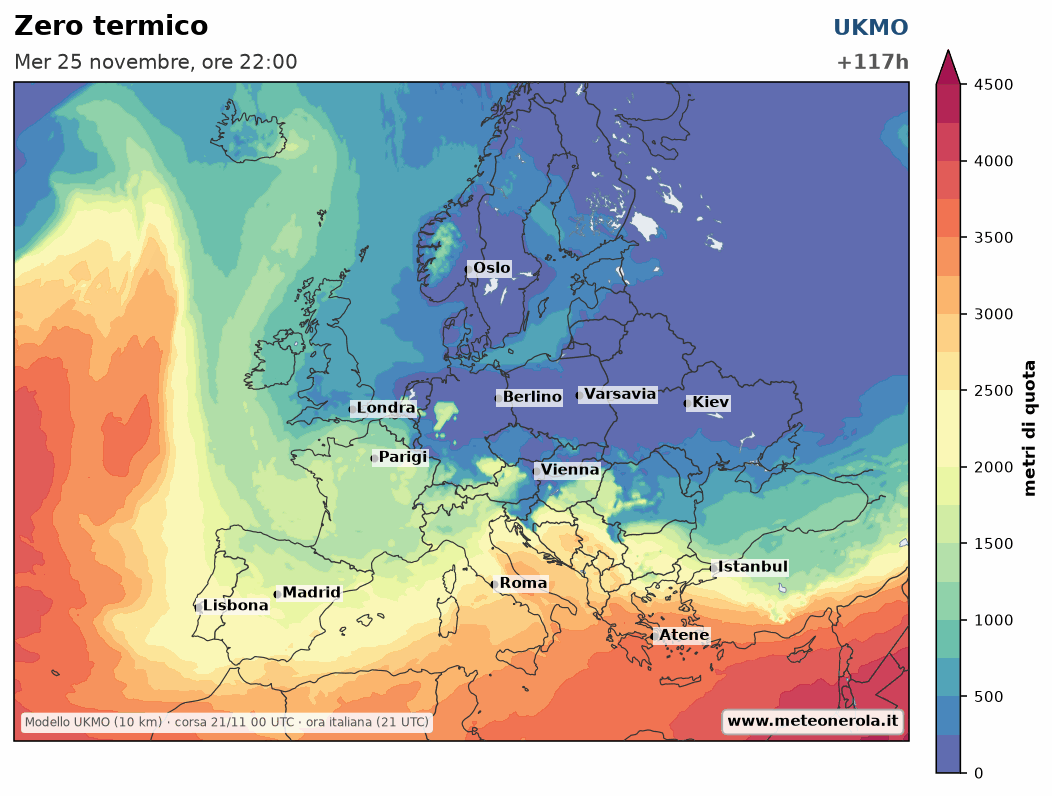 Zero termico
UKMO
Mer 25 novembre, ore 22:00
+117h
Oslo
Londra
Berlino
Varsavia
Kiev
Parigi
Vienna
Istanbul
Roma
Madrid
Lisbona
Atene
Modello UKMO (10 km) · corsa 21/11 00 UTC · ora italiana (21 UTC)
www.meteonerola.it
4500
4000
3500
3000
2500
2000
1500
1000
500
0
metri di quota